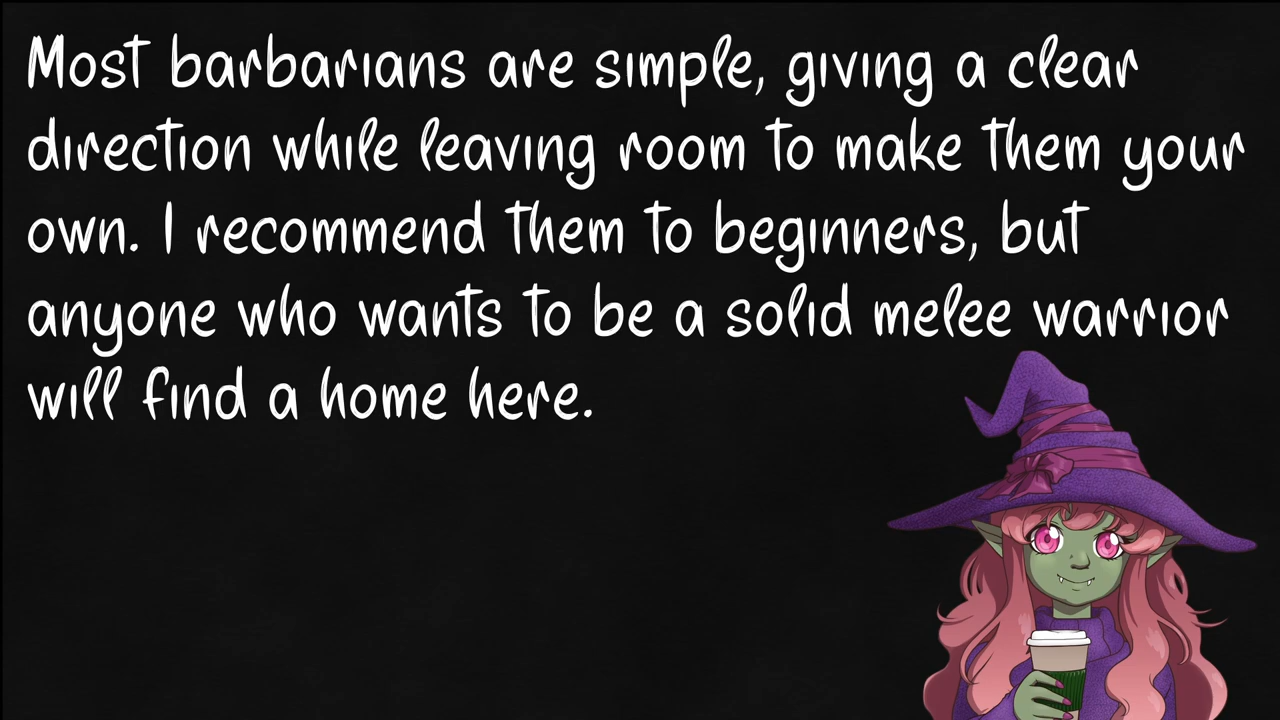 Most barbarians are simple, giving a clear
direction while leaving room to make them your
own. I recommend them to beginners, but
anyone who wants to be a solid melee warrior
will find a home here.